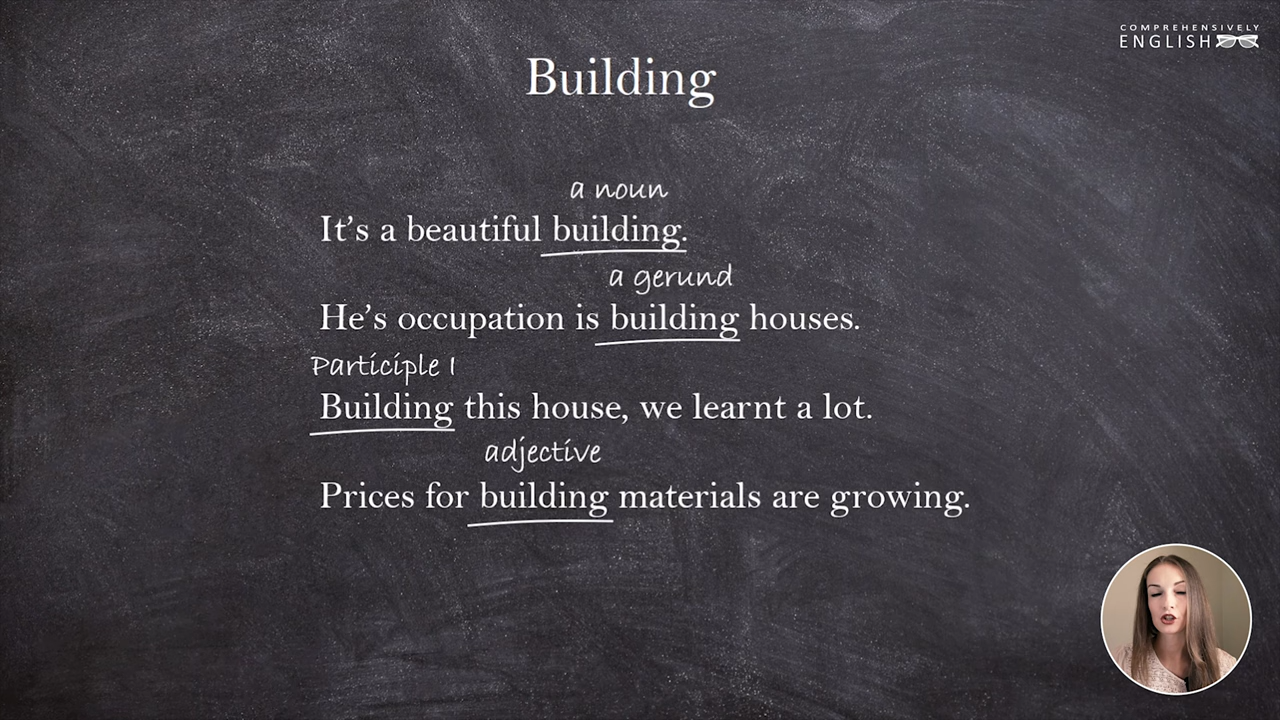 COMPREHENSIVELY
ENGLISH
Building
a noun
It’s a beautiful building.
a gerund
He’s occupation is building houses.
Participle I
Building this house, we learnt a lot.
adjective
Prices for building materials are growing.